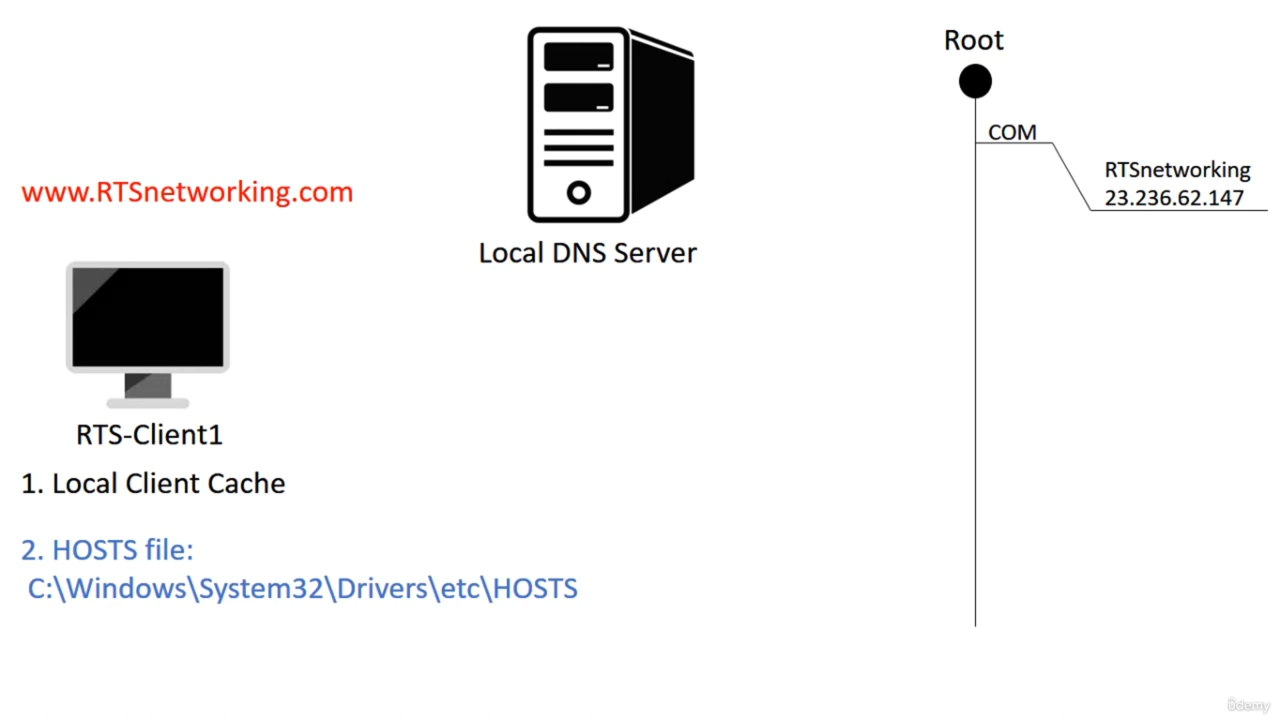 Root
COM
RTSnetworking
23.236.62.147
www.RTSnetworking.com
Local DNS Server
RTS-Client1
1. Local Client Cache
2. HOSTS file:
C:\Windows\System32\Drivers\etc\HOSTS
ûdemy